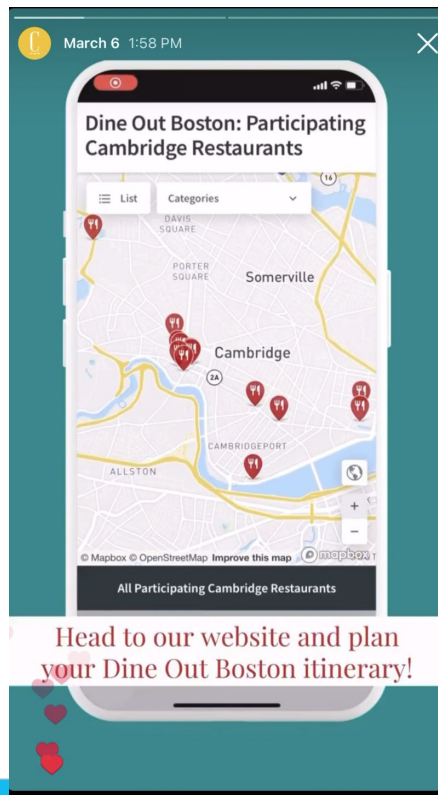 March 6 1:58 PM
Dine Out Boston: Participating
Cambridge Restaurants
16
List Categories
DAVIS
SQUARE
PORTER
SQUARE
Somerville
Cambridge
2A
CAMBRIDGEPORT
ALLSTON
+
−
© Mapbox © OpenStreetMap Improve this map mapbox
All Participating Cambridge Restaurants
Head to our website and plan
your Dine Out Boston itinerary!